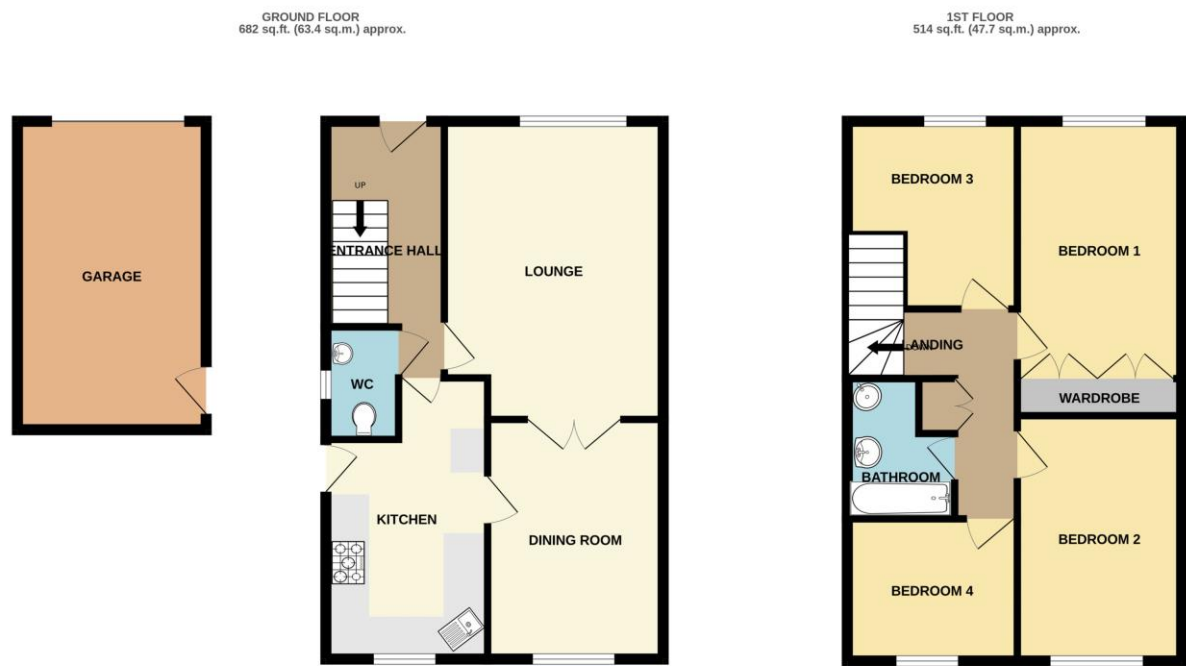 GROUND FLOOR
682 sq.ft. (63.4 sq.m.) approx.
1ST FLOOR
514 sq.ft. (47.7 sq.m.) approx.
GARAGE
UP
ENTRANCE HALL
LOUNGE
WC
KITCHEN
DINING ROOM
BEDROOM 3
BEDROOM 1
LANDING
WARDROBE
BATHROOM
BEDROOM 2
BEDROOM 4